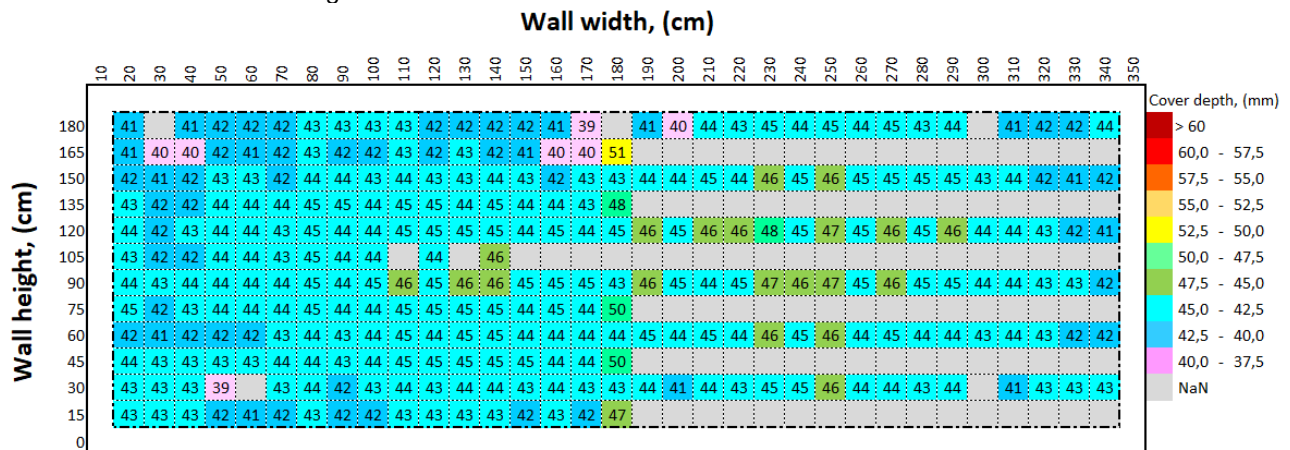 Wall width, (cm)
10 20 30 40 50 60 70 80 90 100 110 120 130 140 150 160 170 180 190 200 210 220 230 240 250 260 270 280 290 300 310 320 330 340 350
Wall height, (cm)
180 41 41 42 42 42 43 43 43 43 42 42 42 42 41 39 41 40 44 43 45 44 45 44 45 43 44 41 42 42 44
165 41 40 40 42 41 42 43 42 42 43 42 43 42 41 40 40 51
150 42 41 42 43 43 42 44 44 43 44 43 43 44 43 42 43 43 44 44 45 44 46 45 46 45 45 45 45 43 44 42 41 42
135 43 42 42 44 44 44 45 45 44 45 45 44 45 44 44 43 48
120 44 42 43 44 44 43 45 44 44 45 45 44 45 44 45 44 45 46 45 46 46 48 45 47 45 46 45 46 44 44 43 42 41
105 43 42 42 44 44 43 45 44 44 44 46
90 44 43 44 44 44 44 45 44 45 46 45 46 46 45 45 45 43 46 45 45 45 47 46 47 45 46 45 45 44 44 43 43 42
75 45 42 43 44 44 44 45 44 44 45 45 45 45 45 44 44 50
60 42 41 42 42 42 43 44 43 44 45 44 45 44 45 44 44 44 45 44 45 44 46 45 46 44 45 44 44 43 44 43 42 42
45 44 43 43 43 43 44 44 43 44 45 45 45 45 45 44 44 50
30 43 43 43 39 43 44 42 43 44 43 44 44 43 44 43 43 44 41 44 43 45 45 46 44 44 43 44 41 43 43 43
15 43 43 43 42 41 42 43 42 42 43 43 43 43 42 43 42 47
0
Cover depth, (mm)
> 60
60,0 - 57,5
57,5 - 55,0
55,0 - 52,5
52,5 - 50,0
50,0 - 47,5
47,5 - 45,0
45,0 - 42,5
42,5 - 40,0
40,0 - 37,5
NaN